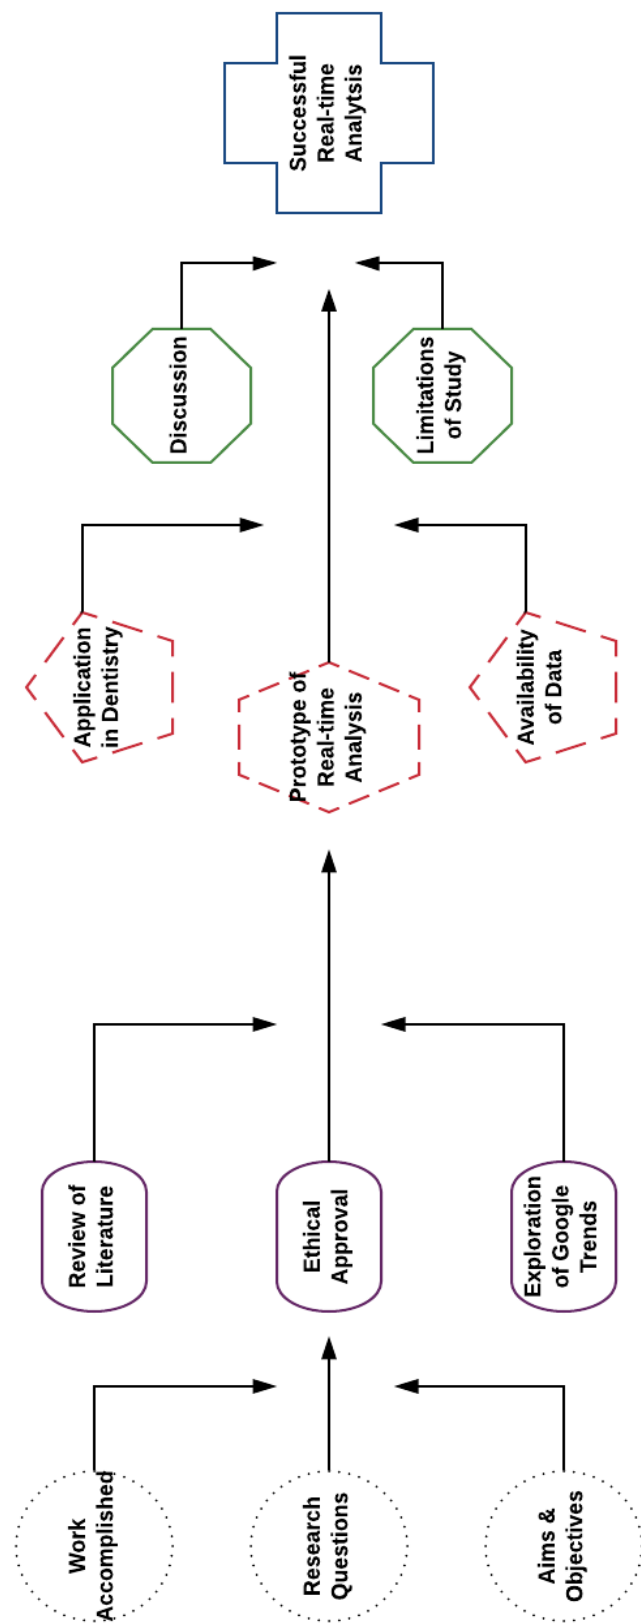 Work
Accomplished
Research
Questions
Aims &
Objectives
Review of
Literature
Ethical
Approval
Exploration
of Google
Trends
Application
in Dentistry
Prototype of
Real-time
Analysis
Availability
of Data
Discussion
Limitations
of Study
Successful
Real-time
Analytsis